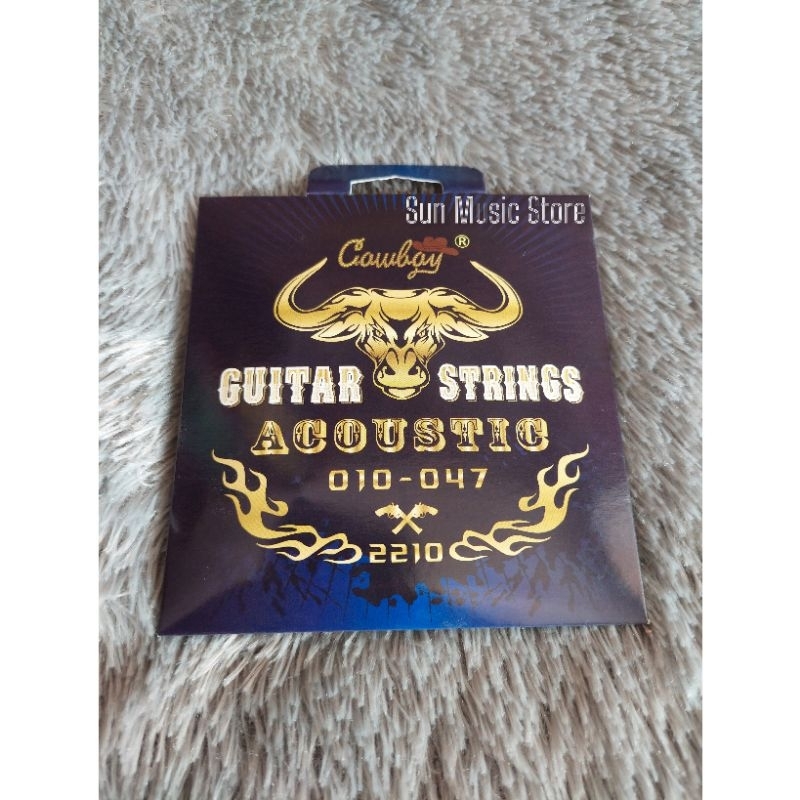 Sun Music Store
Cowboy ®
GUITAR STRINGS
ACOUSTIC
010-047
2210